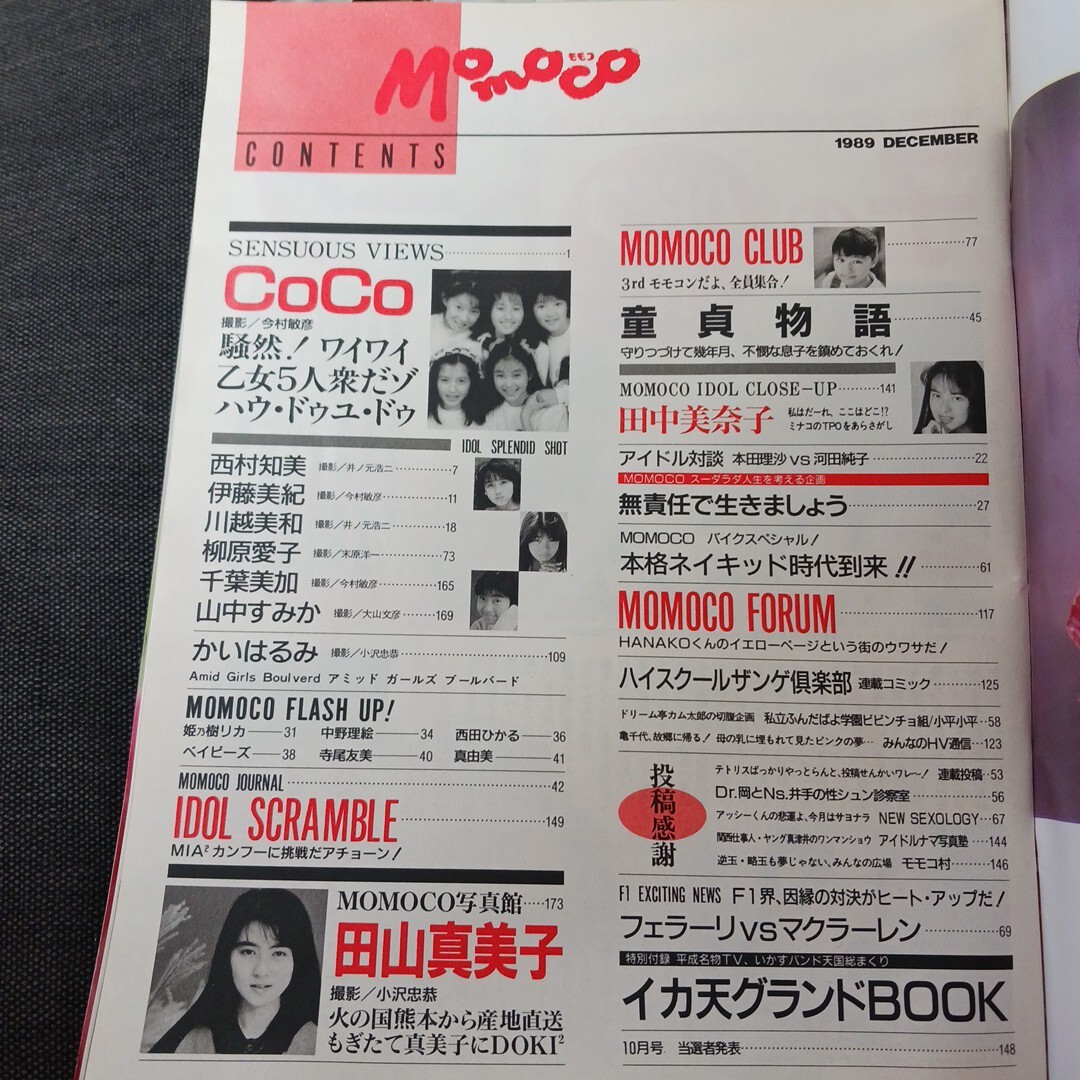 Momoco
モモコ
CONTENTS
1989 DECEMBER
SENSUOUS VIEWS 1
CoCo
撮影／今村敏彦
騒然！ワイワイ
乙女5人衆だゾ
ハウ・ドゥユ・ドゥ
IDOL SPLENDID SHOT
西村知美 撮影／井ノ元浩二 7
伊藤美紀 撮影／今村敏彦 11
川越美和 撮影／井ノ元浩二 18
柳原愛子 撮影／末原洋一 73
千葉美加 撮影／今村敏彦 165
山中すみか 撮影／大山文彦 169
かいはるみ 撮影／小沢忠恭 109
Amid Girls Boulverd アミッド ガールズ ブールバード
MOMOCO FLASH UP!
姫乃樹リカ 31 中野理絵 34 西田ひかる 36
ベイビーズ 38 寺尾友美 40 真由美 41
MOMOCO JOURNAL 42
IDOL SCRAMBLE 149
MIA²カンフーに挑戦だアチョーン！
MOMOCO写真館 173
田山真美子
撮影／小沢忠恭
火の国熊本から産地直送
もぎたて真美子にDOKI²
MOMOCO CLUB 77
3rd モモコンだよ、全員集合！
童貞物語 45
守りつづけて幾年月、不憫な息子を鎮めておくれ！
MOMOCO IDOL CLOSE-UP 141
田中美奈子 私はだーれ、ここはどこ!?
ミナコのTPOをあらさがし
アイドル対談 本田理沙 vs 河田純子 22
MOMOCO スーダラダ人生を考える企画
無責任で生きましょう 27
MOMOCO バイクスペシャル！
本格ネイキッド時代到来!! 61
MOMOCO FORUM 117
HANAKOくんのイエローページという街のウワサだ！
ハイスクールザンゲ倶楽部 連載コミック 125
ドリーム亭カム太郎の切腹企画 私立ふんだばよ学園ビビンチョ組/小平小平 58
亀千代、故郷に帰る！ 母の乳に埋もれて見たピンクの夢… みんなのHV通信 123
投稿感謝
テトリスばっかりやっとらんと、投稿せんかいワレ〜！ 連載投稿 53
Dr.岡とNs.井手の性シュン診察室 56
アッシーくんの悲運よ、今月はサヨナラ NEW SEXOLOGY 67
関西仕事人・ヤング真津井のワンマンショウ アイドルナマ写真塾 144
逆玉・略玉も夢じゃない、みんなの広場 モモコ村 146
F1 EXCITING NEWS F1界、因縁の対決がヒート・アップだ！
フェラーリvsマクラーレン 69
特別付録 平成名物TV、いかすバンド天国総まくり
イカ天グランドBOOK
10月号 当選者発表 148